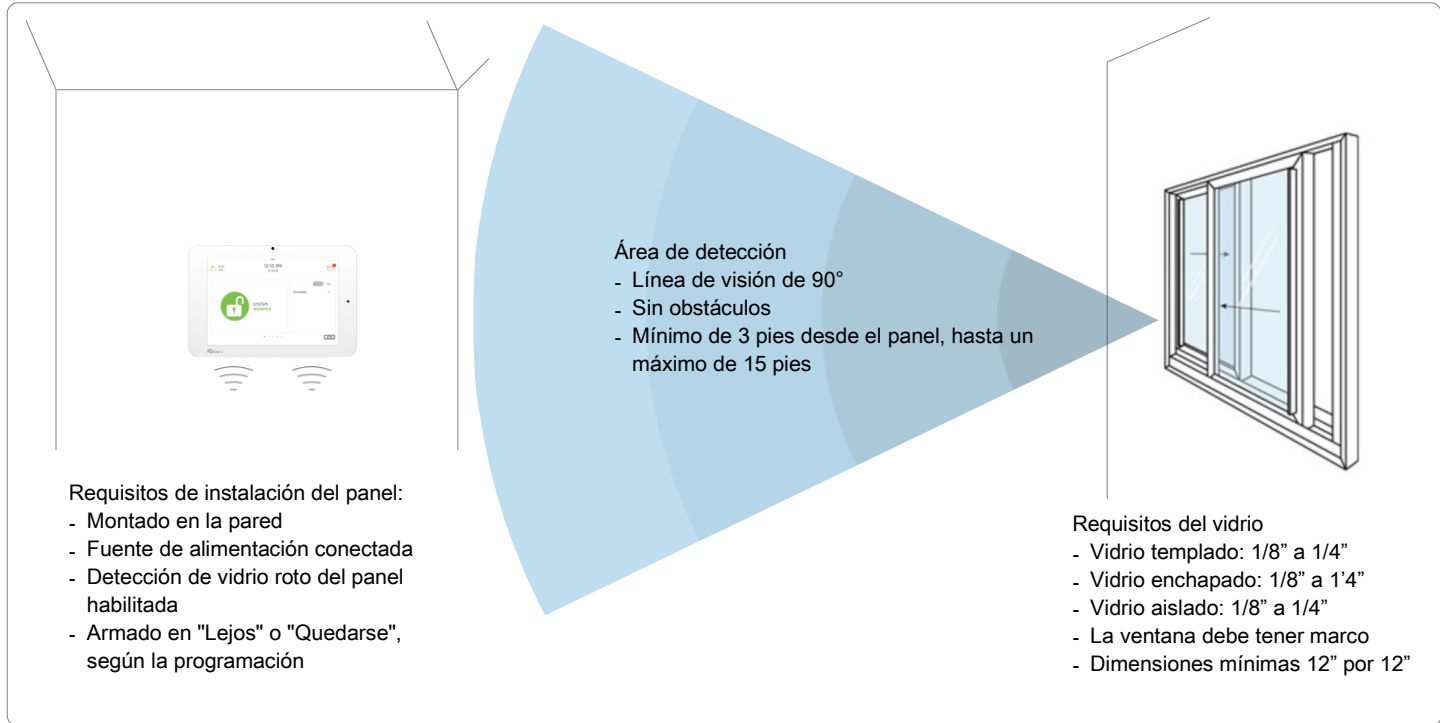 12:55 PM
SYSTEM
Área de detección
- Línea de visión de 90°
- Sin obstáculos
- Mínimo de 3 pies desde el panel, hasta un
máximo de 15 pies
Requisitos de instalación del panel:
- Montado en la pared
- Fuente de alimentación conectada
- Detección de vidrio roto del panel
habilitada
- Armado en "Lejos" o "Quedarse",
según la programación
Requisitos del vidrio
- Vidrio templado: 1/8” a 1/4”
- Vidrio enchapado: 1/8” a 1’4”
- Vidrio aislado: 1/8” a 1/4”
- La ventana debe tener marco
- Dimensiones mínimas 12” por 12”